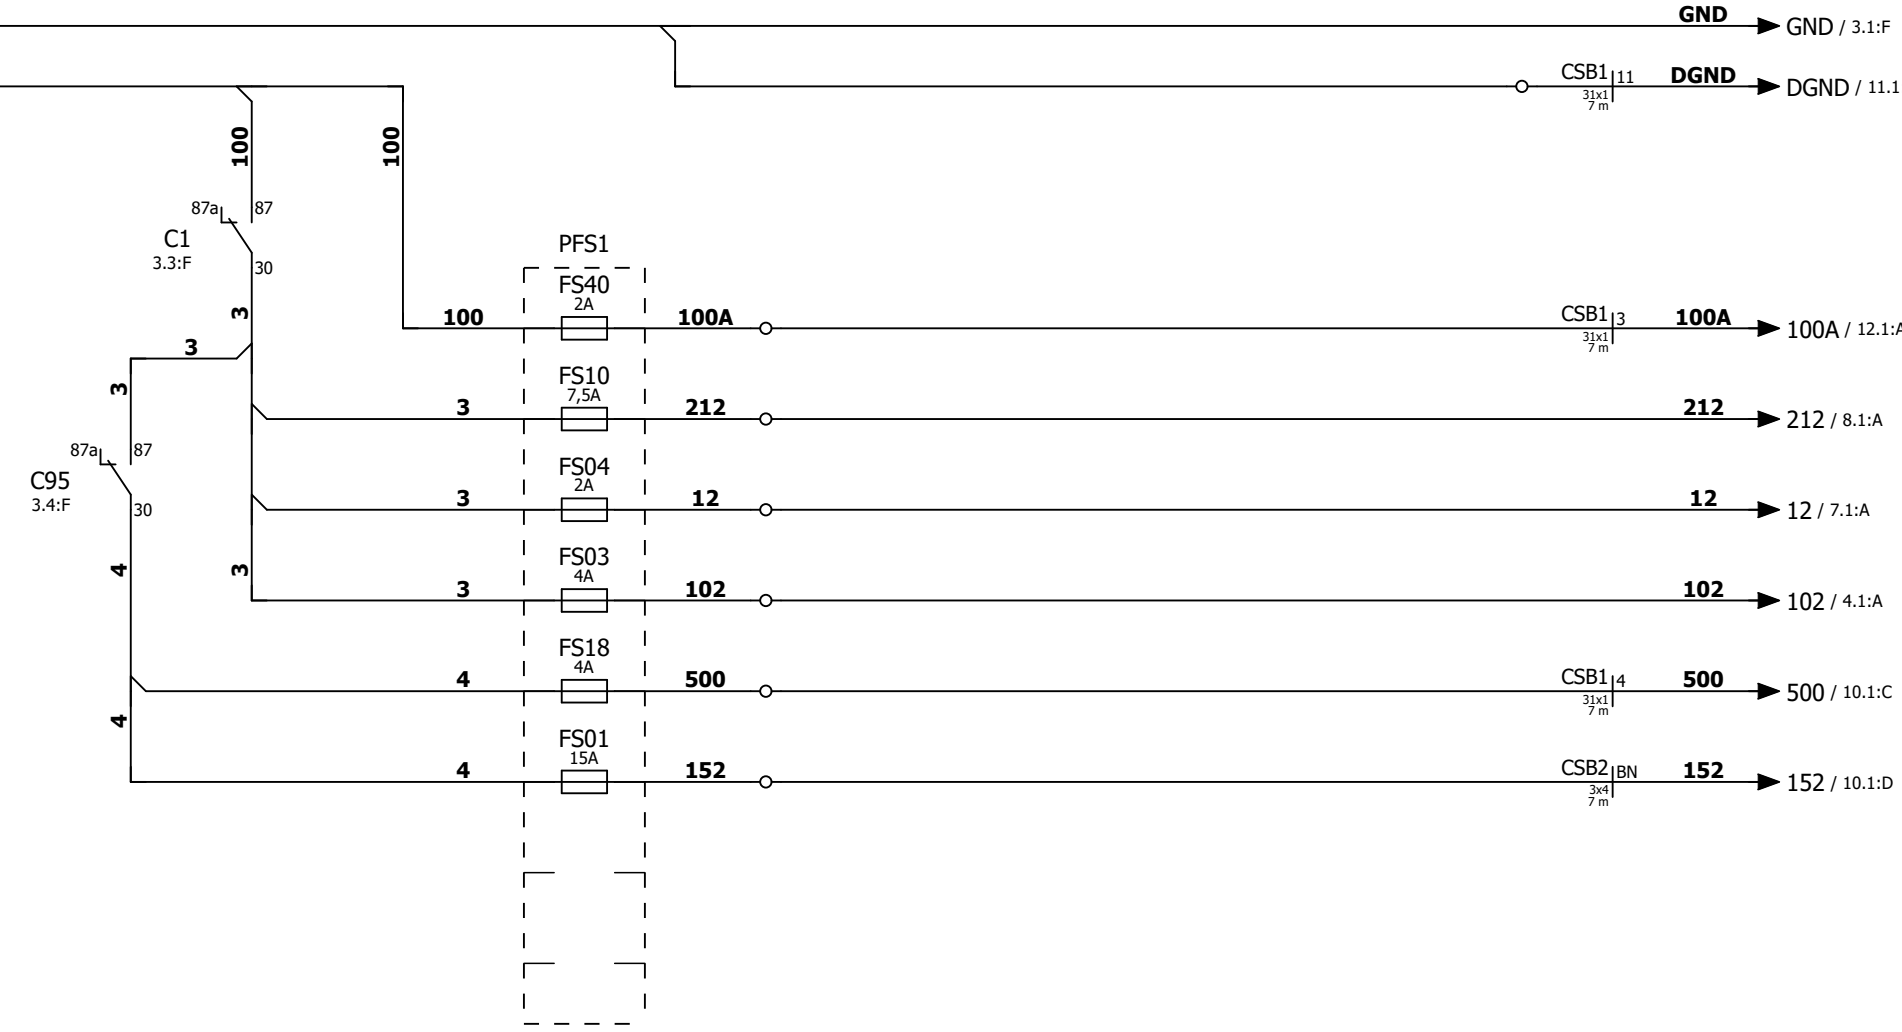 GND
GND / 3.1:F
CSB1 11 DGND
31x1
7 m
DGND / 11.1
100
100
87a 87
C1
3.3:F
30
PFS1
FS40
2A
3
100 100A
CSB1 3 100A
31x1
7 m
100A / 12.1:A
3
3
FS10
7,5A
3 212 212
212 / 8.1:A
87a 87
C95
3.4:F
30
FS04
2A
3 12 12
12 / 7.1:A
4
3
FS03
4A
3 102 102
102 / 4.1:A
FS18
4A
4 500
CSB1 4 500
31x1
7 m
500 / 10.1:C
4
FS01
15A
4 152
CSB2 BN 152
3x4
7 m
152 / 10.1:D